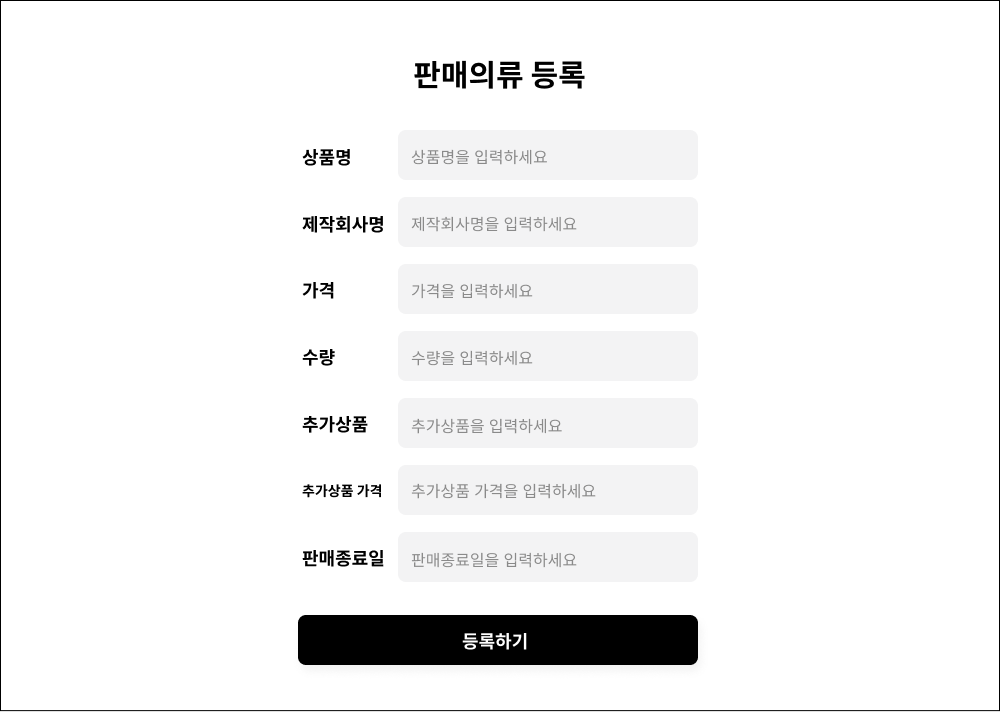 판매의류 등록
상품명 상품명을 입력하세요
제작회사명 제작회사명을 입력하세요
가격 가격을 입력하세요
수량 수량을 입력하세요
추가상품 추가상품을 입력하세요
추가상품 가격 추가상품 가격을 입력하세요
판매종료일 판매종료일을 입력하세요
등록하기